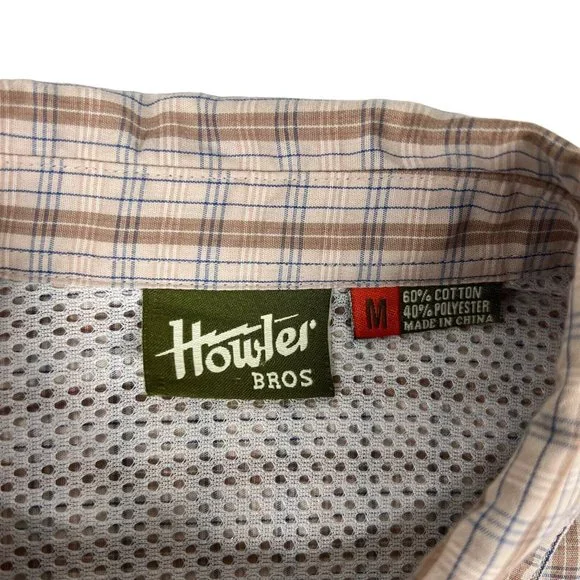 Howler
BROS
M
60% COTTON
40% POLYESTER
MADE IN CHINA